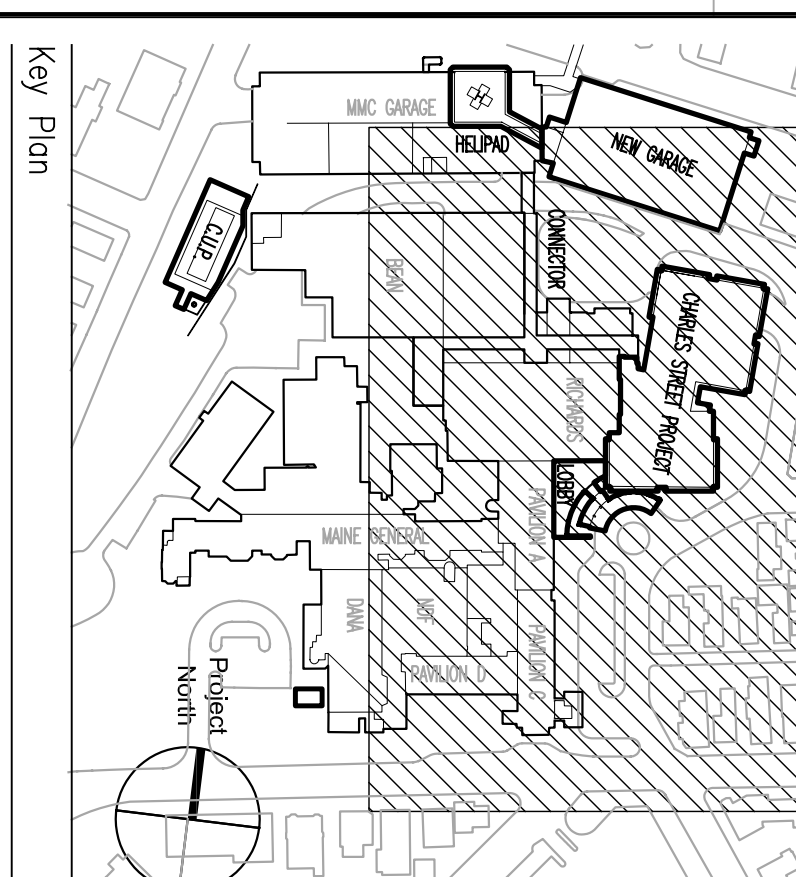 Key Plan
MMC GARAGE
HELIPAD
NEW GARAGE
C.U.P.
BEAN
CONNECTOR
CHARLES STREET PROJECT
RICHARDS
LOBBY
PAVILION A
MAINE GENERAL
DANA
NDF
PAVILION C
PAVILION D
Project
North